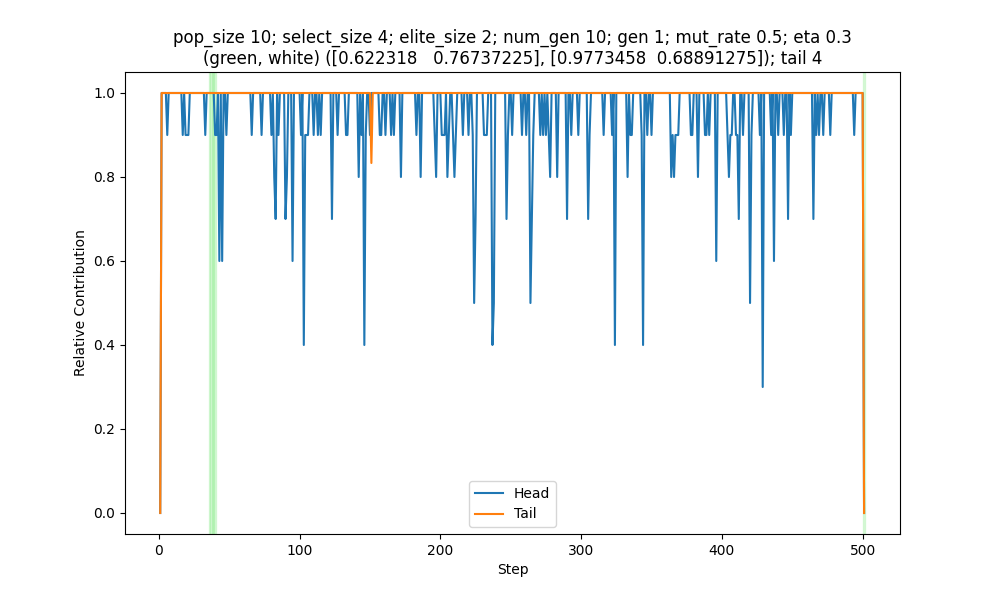 pop_size 10; select_size 4; elite_size 2; num_gen 10; gen 1; mut_rate 0.5; eta 0.3
(green, white) ([0.622318   0.76737225], [0.9773458  0.68891275]); tail 4
1.0
0.8
0.6
0.4
0.2
0.0
Relative Contribution
Head
Tail
0
100
200
300
400
500
Step